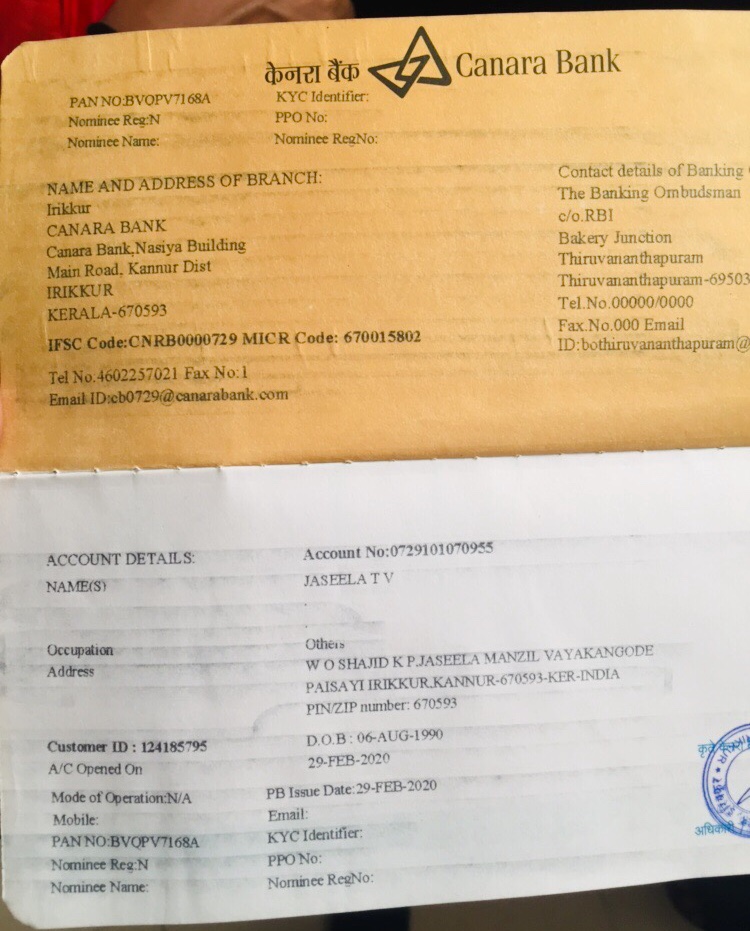 केनरा बैंक Canara Bank
PAN NO:BVQPV7168A KYC Identifier:
Nominee Reg:N PPO No:
Nominee Name: Nominee RegNo:
NAME AND ADDRESS OF BRANCH:
Irikkur
CANARA BANK
Canara Bank,Nasiya Building
Main Road, Kannur Dist
IRIKKUR
KERALA-670593
IFSC Code:CNRB0000729 MICR Code: 670015802
Tel No.4602257021 Fax No:1
Email ID:cb0729@canarabank.com
Contact details of Banking
The Banking Ombudsman
c/o.RBI
Bakery Junction
Thiruvananthapuram
Thiruvananthapuram-69503
Tel.No.00000/0000
Fax.No.000 Email
ID:bothiruvananthapuram@
ACCOUNT DETAILS: Account No:0729101070955
NAME(S) JASEELA T V
Occupation Others
Address W O SHAJID K P,JASEELA MANZIL VAYAKANGODE
PAISAYI IRIKKUR,KANNUR-670593-KER-INDIA
PIN/ZIP number: 670593
Customer ID : 124185795 D.O.B : 06-AUG-1990
A/C Opened On 29-FEB-2020
Mode of Operation:N/A PB Issue Date:29-FEB-2020
Mobile: Email:
PAN NO:BVQPV7168A KYC Identifier:
Nominee Reg:N PPO No:
Nominee Name: Nominee RegNo:
कृते